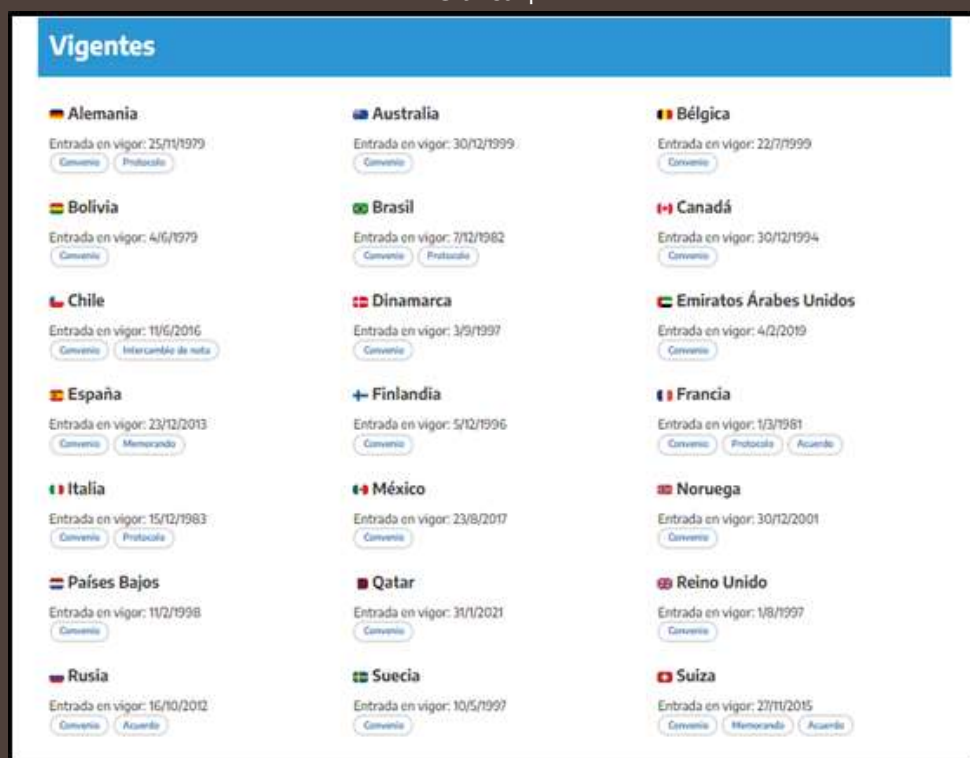 Vigentes
Alemania
Entrada en vigor: 25/11/1979
Convenio Protocolo
Australia
Entrada en vigor: 30/12/1999
Convenio
Bélgica
Entrada en vigor: 22/7/1999
Convenio
Bolivia
Entrada en vigor: 4/6/1979
Convenio
Brasil
Entrada en vigor: 7/12/1982
Convenio Protocolo
Canadá
Entrada en vigor: 30/12/1994
Convenio
Chile
Entrada en vigor: 11/6/2016
Convenio Intercambio de nota
Dinamarca
Entrada en vigor: 3/9/1997
Convenio
Emiratos Árabes Unidos
Entrada en vigor: 4/2/2019
Convenio
España
Entrada en vigor: 23/12/2013
Convenio Memorando
Finlandia
Entrada en vigor: 5/12/1996
Convenio
Francia
Entrada en vigor: 1/3/1981
Convenio Protocolo Acuerdo
Italia
Entrada en vigor: 15/12/1983
Convenio Protocolo
México
Entrada en vigor: 23/8/2017
Convenio
Noruega
Entrada en vigor: 30/12/2001
Convenio
Países Bajos
Entrada en vigor: 11/2/1998
Convenio
Qatar
Entrada en vigor: 31/1/2021
Convenio
Reino Unido
Entrada en vigor: 1/8/1997
Convenio
Rusia
Entrada en vigor: 16/10/2012
Convenio Acuerdo
Suecia
Entrada en vigor: 10/5/1997
Convenio
Suiza
Entrada en vigor: 27/11/2015
Convenio Memorando Acuerdo